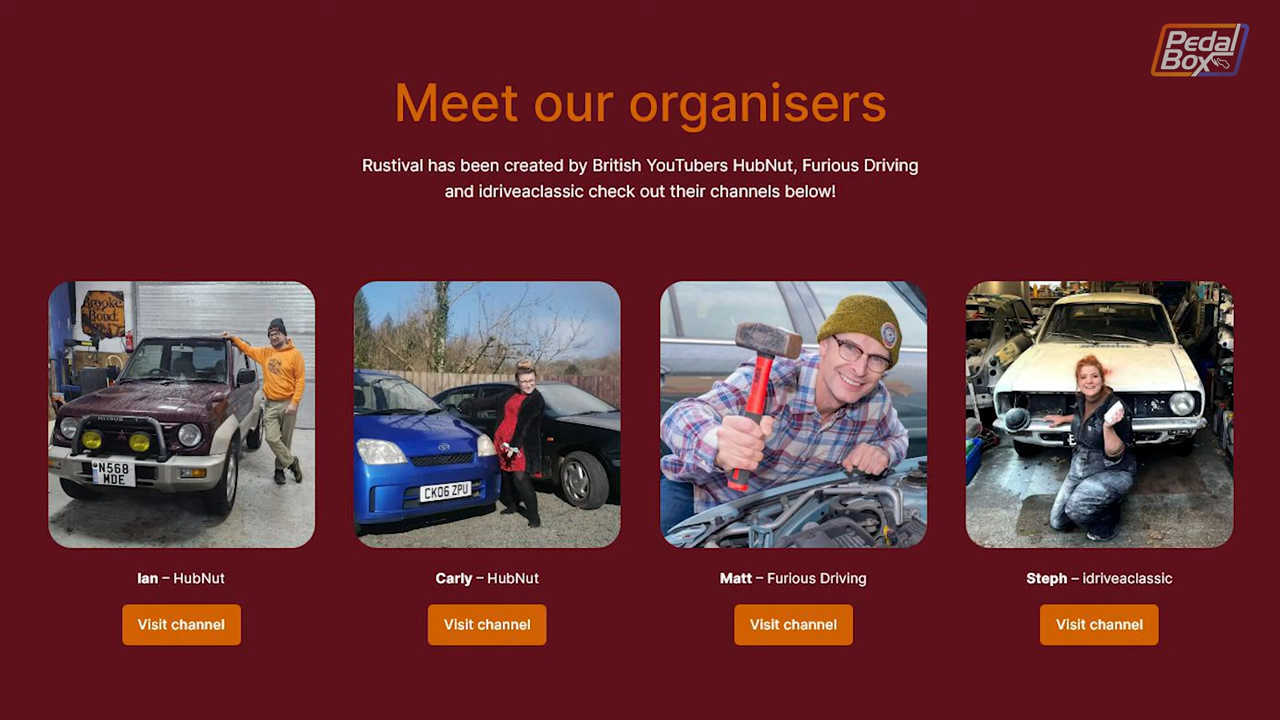 Pedal
Box
Meet our organisers
Rustival has been created by British YouTubers HubNut, Furious Driving
and idriveaclassic check out their channels below!
Brooke
Bond
N568
MDE
CK06 ZPU
Ian – HubNut
Carly – HubNut
Matt – Furious Driving
Steph – idriveaclassic
Visit channel
Visit channel
Visit channel
Visit channel